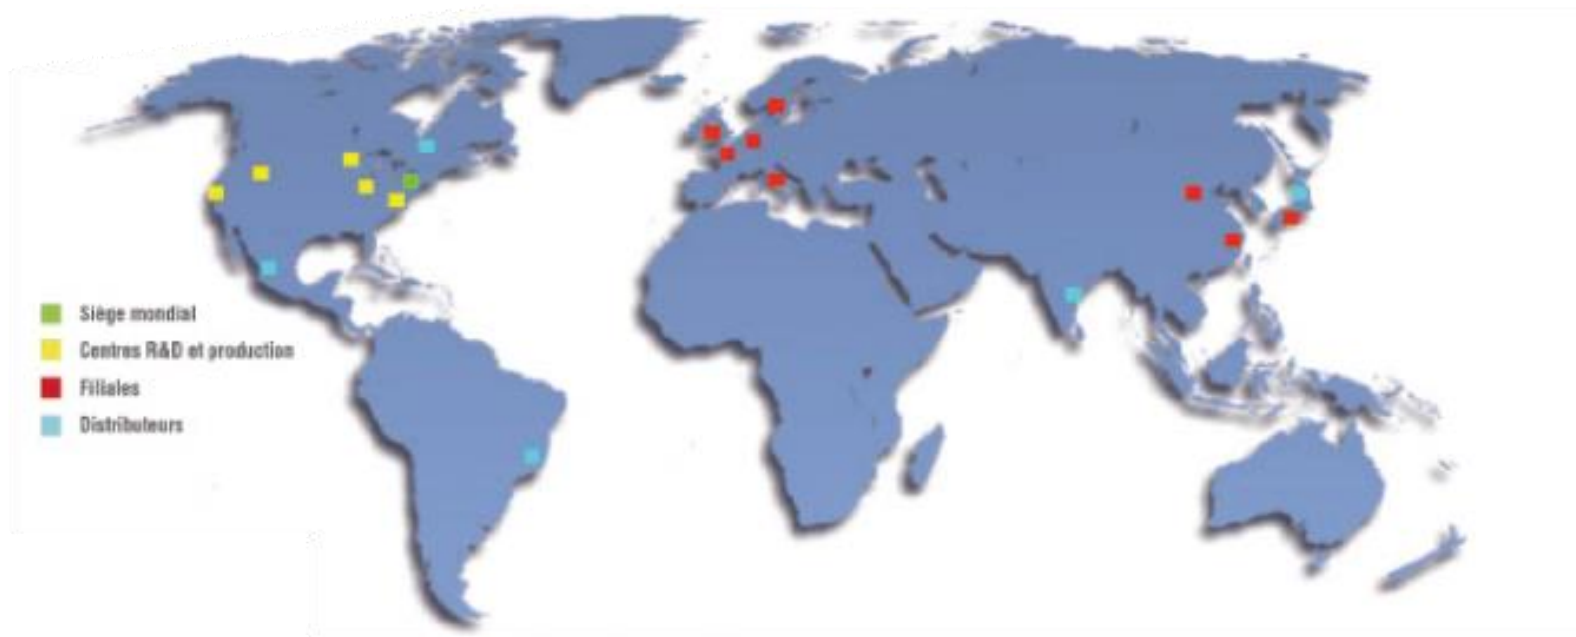 Siège mondial
Centres R&D et production
Filiales
Distributeurs